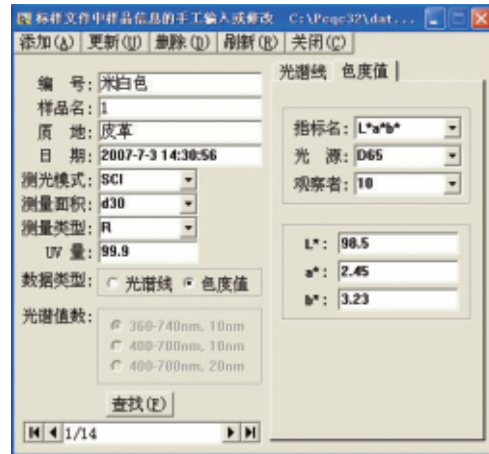 标样文件中样品信息的手工输入或修改 C:\Pcqc32\dat...
添加(A) 更新(U) 删除(D) 刷新(R) 关闭(C)
编 号: 米白色
样品名: 1
质 地: 皮革
日 期: 2007-7-3 14:30:56
测光模式: SCI
测量面积: d30
测量类型: R
UV 量: 99.9
数据类型: 光谱线 色度值
光谱值数:
360-740nm, 10nm
400-700nm, 10nm
400-700nm, 20nm
查找(F)
1/14
光谱线 色度值
指标名: L*a*b*
光 源: D65
观察者: 10
L*: 98.5
a*: 2.45
b*: 3.23